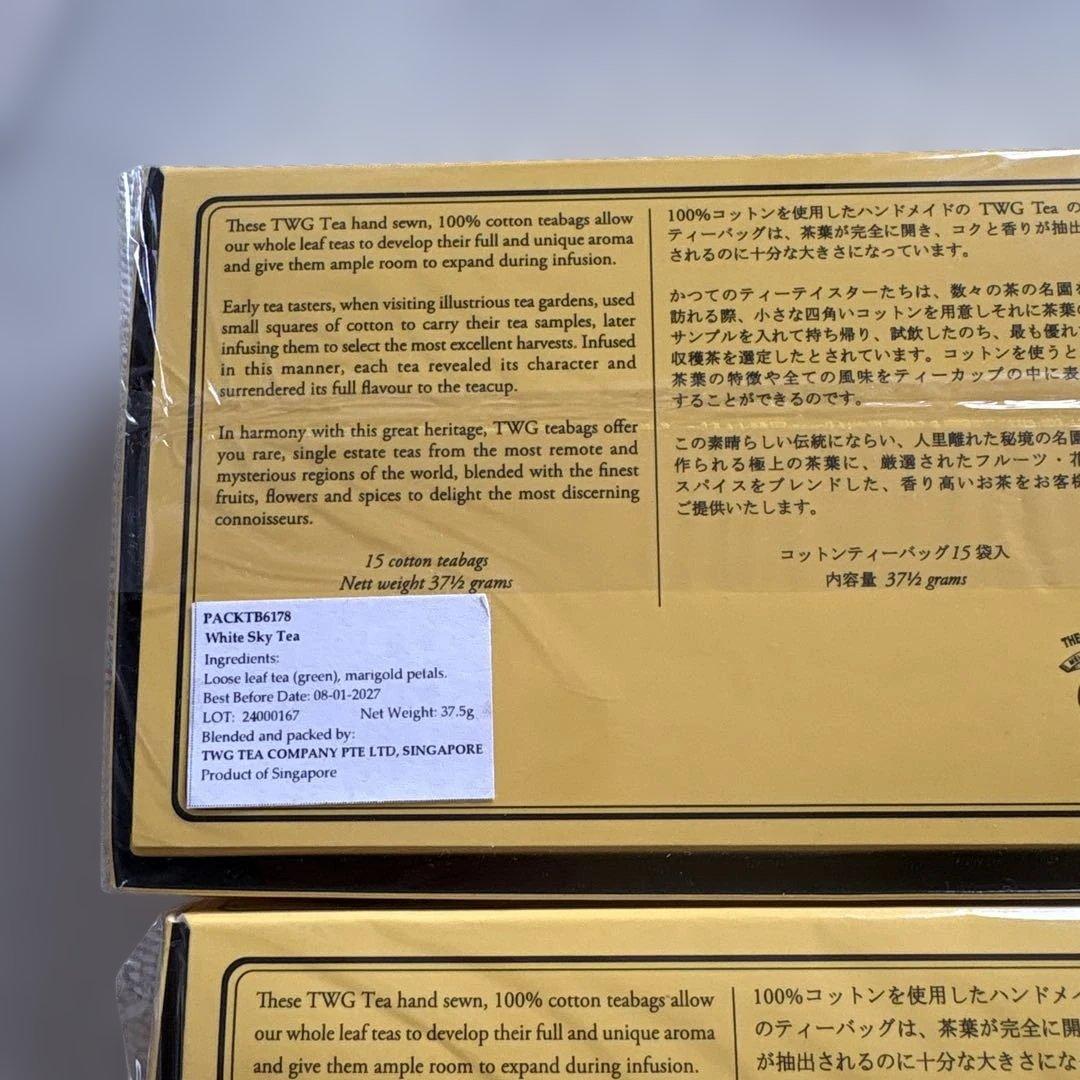 These TWG Tea hand sewn, 100% cotton teabags allow
our whole leaf teas to develop their full and unique aroma
and give them ample room to expand during infusion.
Early tea tasters, when visiting illustrious tea gardens, used
small squares of cotton to carry their tea samples, later
infusing them to select the most excellent harvests. Infused
in this manner, each tea revealed its character and
surrendered its full flavour to the teacup.
In harmony with this great heritage, TWG teabags offer
you rare, single estate teas from the most remote and
mysterious regions of the world, blended with the finest
fruits, flowers and spices to delight the most discerning
connoisseurs.
15 cotton teabags
Nett weight 37½ grams
100%コットンを使用したハンドメイドの TWG Tea の
ティーバッグは、茶葉が完全に開き、コクと香りが抽出
されるのに十分な大きさになっています。
かつてのティーテイスターたちは、数々の茶の名園を
訪れる際、小さな四角いコットンを用意しそれに茶葉の
サンプルを入れて持ち帰り、試飲したのち、最も優れ
収穫茶を選定したとされています。コットンを使うと
茶葉の特徴や全ての風味をティーカップの中に表
することができるのです。
この素晴らしい伝統にならい、人里離れた秘境の名園
作られる極上の茶葉に、厳選されたフルーツ・花
スパイスをブレンドした、香り高いお茶をお客様
ご提供いたします。
コットンティーバッグ15袋入
内容量 37½ grams
PACKTB6178
White Sky Tea
Ingredients:
Loose leaf tea (green), marigold petals.
Best Before Date: 08-01-2027
LOT: 24000167 Net Weight: 37.5g
Blended and packed by:
TWG TEA COMPANY PTE LTD, SINGAPORE
Product of Singapore
THE
These TWG Tea hand sewn, 100% cotton teabags allow
our whole leaf teas to develop their full and unique aroma
and give them ample room to expand during infusion.
100%コットンを使用したハンドメイ
のティーバッグは、茶葉が完全に開
が抽出されるのに十分な大きさにな